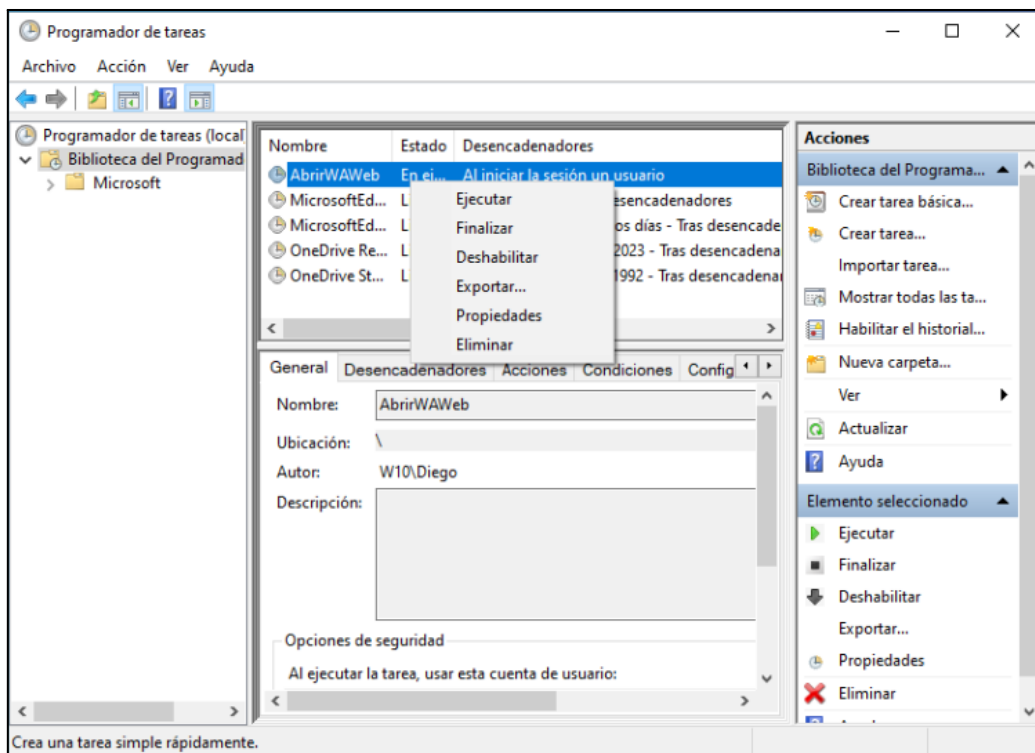 Programador de tareas
Archivo Acción Ver Ayuda
Programador de tareas (local
Biblioteca del Programad
Microsoft
Nombre Estado Desencadenadores
AbrirWAWeb En ej... Al iniciar la sesión un usuario
MicrosoftEd... L esencadenadores
MicrosoftEd... L os días - Tras desencade
OneDrive Re... L 2023 - Tras desencadena
OneDrive St... L 1992 - Tras desencadenar
Ejecutar
Finalizar
Deshabilitar
Exportar...
Propiedades
Eliminar
General Desencadenadores Acciones Condiciones Config
Nombre: AbrirWAWeb
Ubicación: \
Autor: W10\Diego
Descripción:
Opciones de seguridad
Al ejecutar la tarea, usar esta cuenta de usuario:
Acciones
Biblioteca del Programa...
Crear tarea básica...
Crear tarea...
Importar tarea...
Mostrar todas las ta...
Habilitar el historial...
Nueva carpeta...
Ver
Actualizar
Ayuda
Elemento seleccionado
Ejecutar
Finalizar
Deshabilitar
Exportar...
Propiedades
Eliminar
Crea una tarea simple rápidamente.